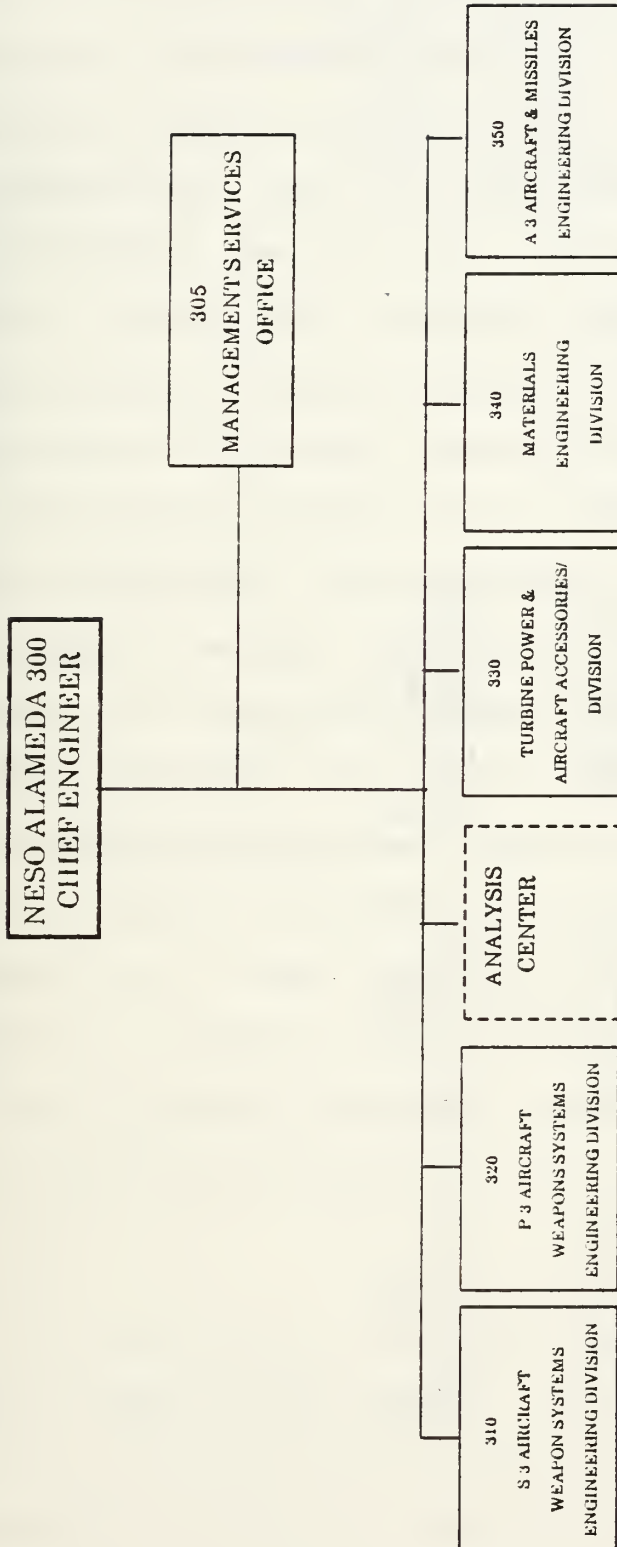 NESO ALAMEDA 300
CHIEF ENGINEER
305
MANAGEMENT SERVICES
OFFICE
310
S 3 AIRCRAFT
WEAPON SYSTEMS
ENGINEERING DIVISION
320
P 3 AIRCRAFT
WEAPONS SYSTEMS
ENGINEERING DIVISION
ANALYSIS
CENTER
330
TURBINE POWER &
AIRCRAFT ACCESSORIES/
DIVISION
340
MATERIALS
ENGINEERING
DIVISION
350
A 3 AIRCRAFT & MISSILES
ENGINEERING DIVISION